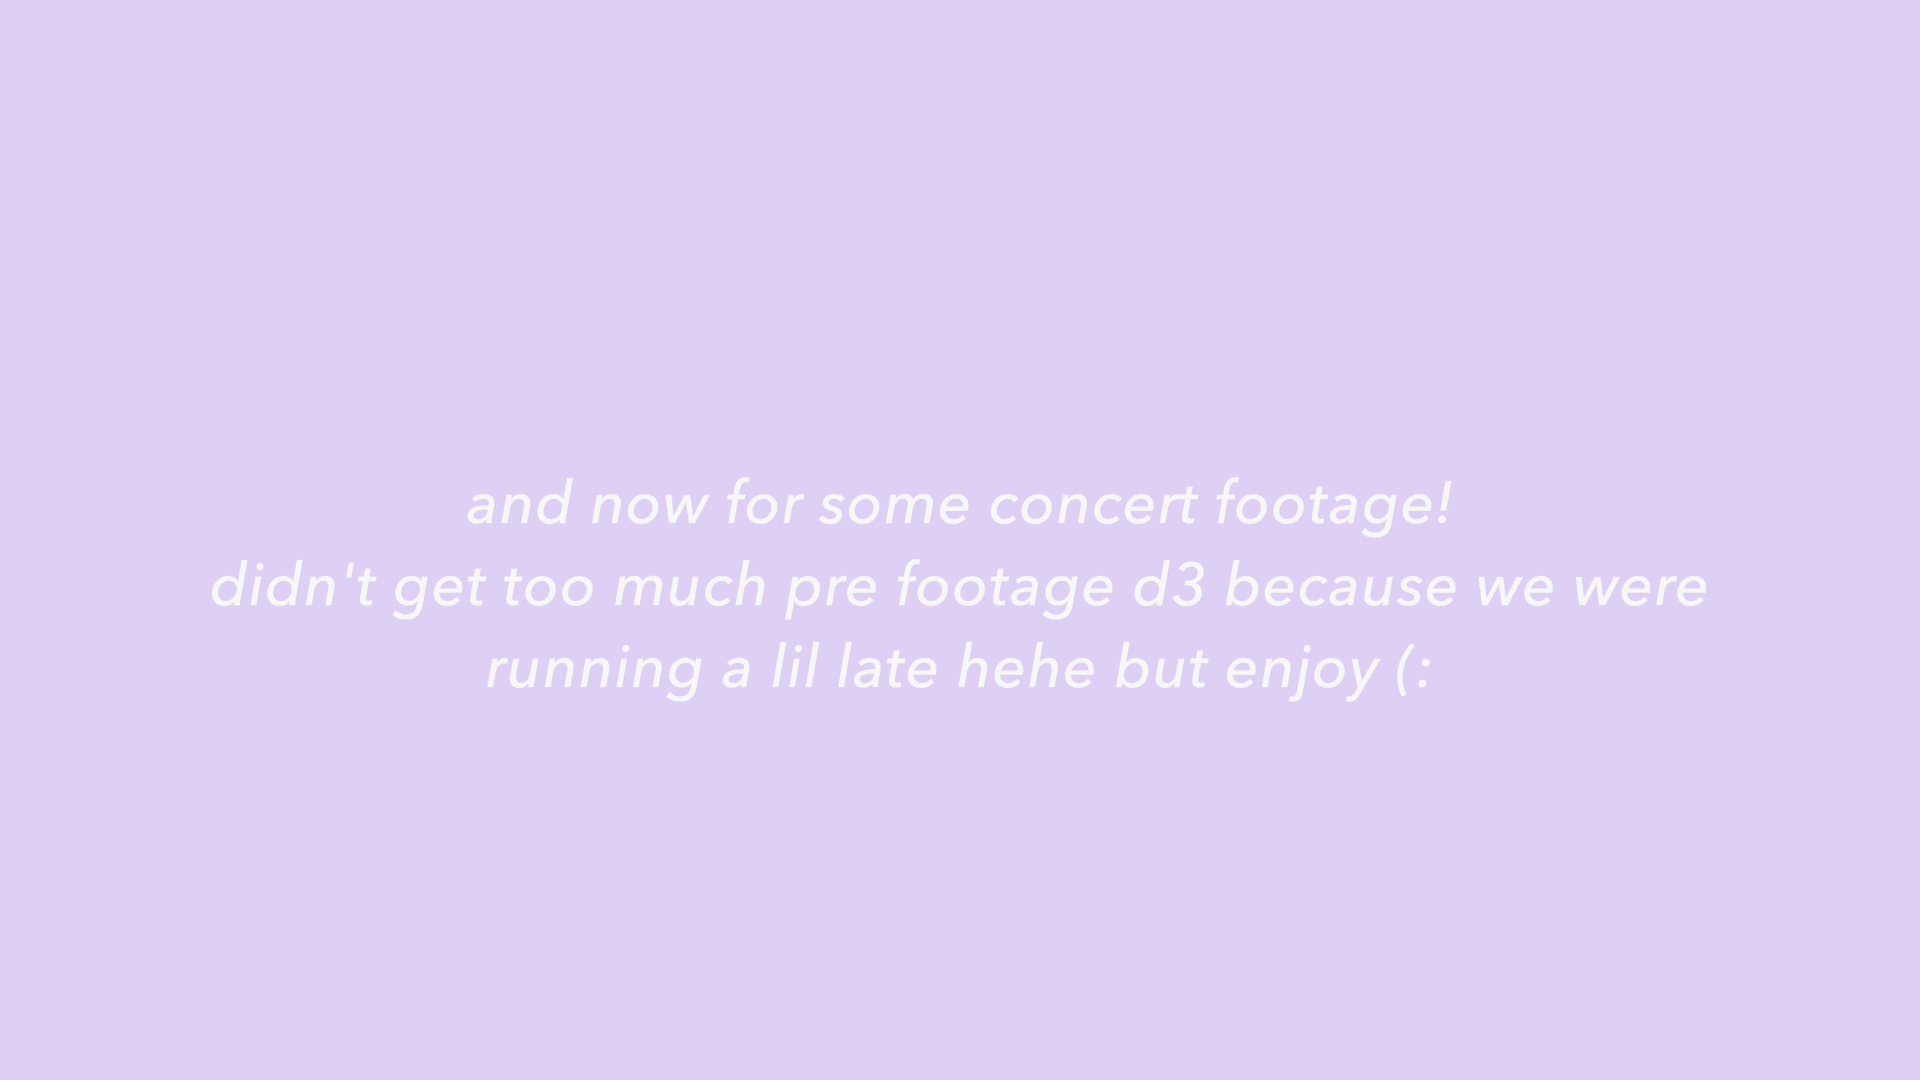 and now for some concert footage!
didn't get too much pre footage d3 because we were
running a lil late hehe but enjoy (: